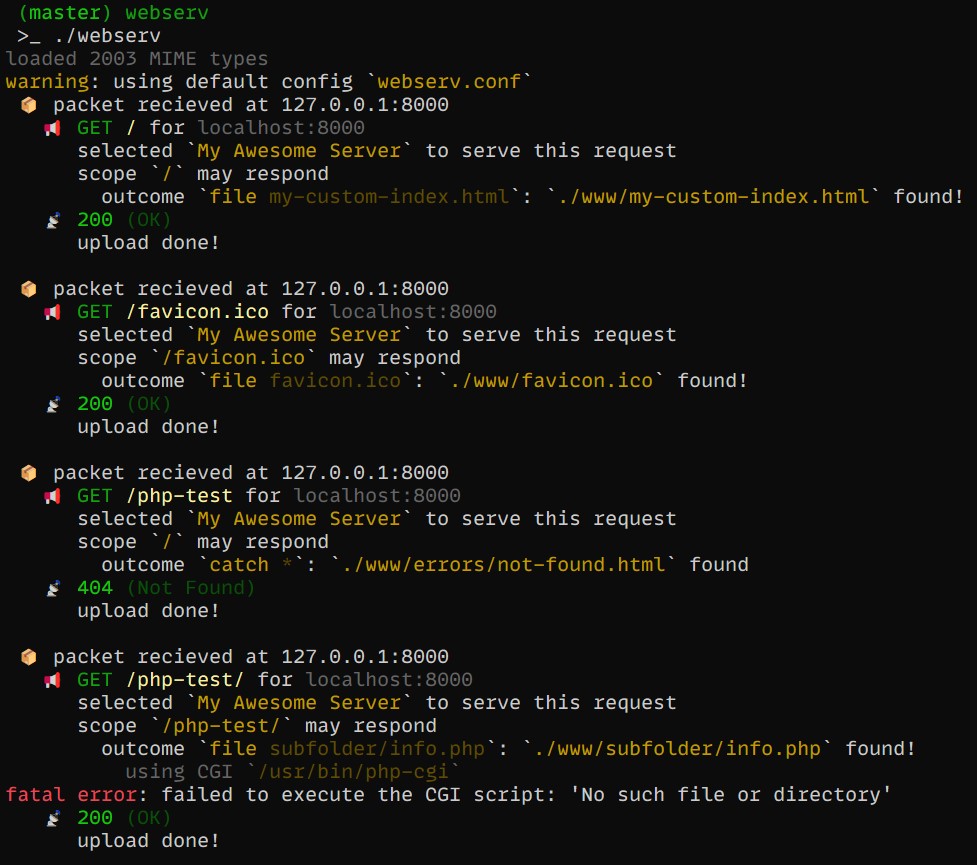 (master) webserv
>_ ./webserv
loaded 2003 MIME types
warning: using default config `webserv.conf`
packet recieved at 127.0.0.1:8000
GET / for localhost:8000
selected `My Awesome Server` to serve this request
scope `/` may respond
outcome `file my-custom-index.html`: `./www/my-custom-index.html` found!
200 (OK)
upload done!
packet recieved at 127.0.0.1:8000
GET /favicon.ico for localhost:8000
selected `My Awesome Server` to serve this request
scope `/favicon.ico` may respond
outcome `file favicon.ico`: `./www/favicon.ico` found!
200 (OK)
upload done!
packet recieved at 127.0.0.1:8000
GET /php-test for localhost:8000
selected `My Awesome Server` to serve this request
scope `/` may respond
outcome `catch *`: `./www/errors/not-found.html` found
404 (Not Found)
upload done!
packet recieved at 127.0.0.1:8000
GET /php-test/ for localhost:8000
selected `My Awesome Server` to serve this request
scope `/php-test/` may respond
outcome `file subfolder/info.php`: `./www/subfolder/info.php` found!
using CGI `/usr/bin/php-cgi`
fatal error: failed to execute the CGI script: 'No such file or directory'
200 (OK)
upload done!